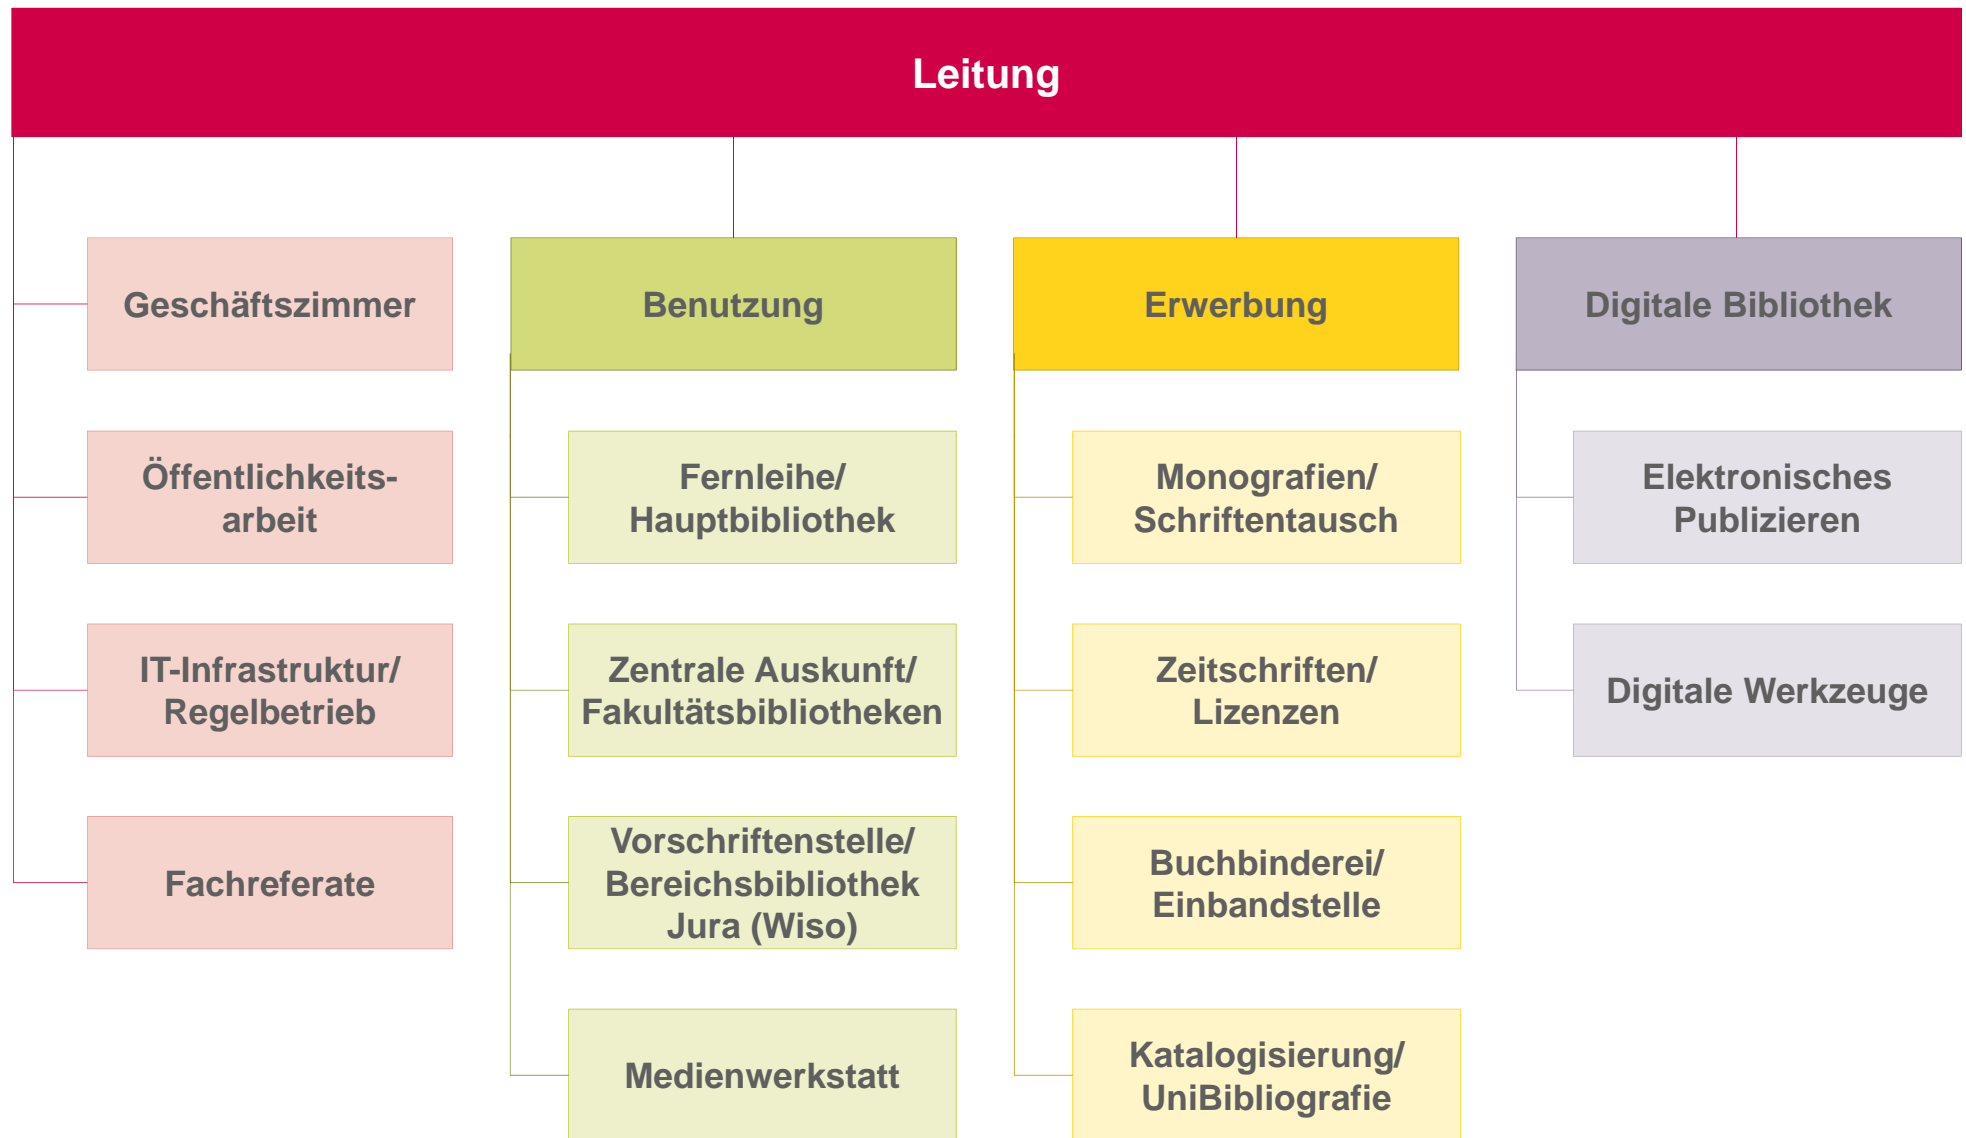 Leitung
Geschäftszimmer
Öffentlichkeits-
arbeit
IT-Infrastruktur/
Regelbetrieb
Fachreferate
Benutzung
Fernleihe/
Hauptbibliothek
Zentrale Auskunft/
Fakultätsbibliotheken
Vorschriftenstelle/
Bereichsbibliothek
Jura (Wiso)
Medienwerkstatt
Erwerbung
Monografien/
Schriftentausch
Zeitschriften/
Lizenzen
Buchbinderei/
Einbandstelle
Katalogisierung/
UniBibliografie
Digitale Bibliothek
Elektronisches
Publizieren
Digitale Werkzeuge